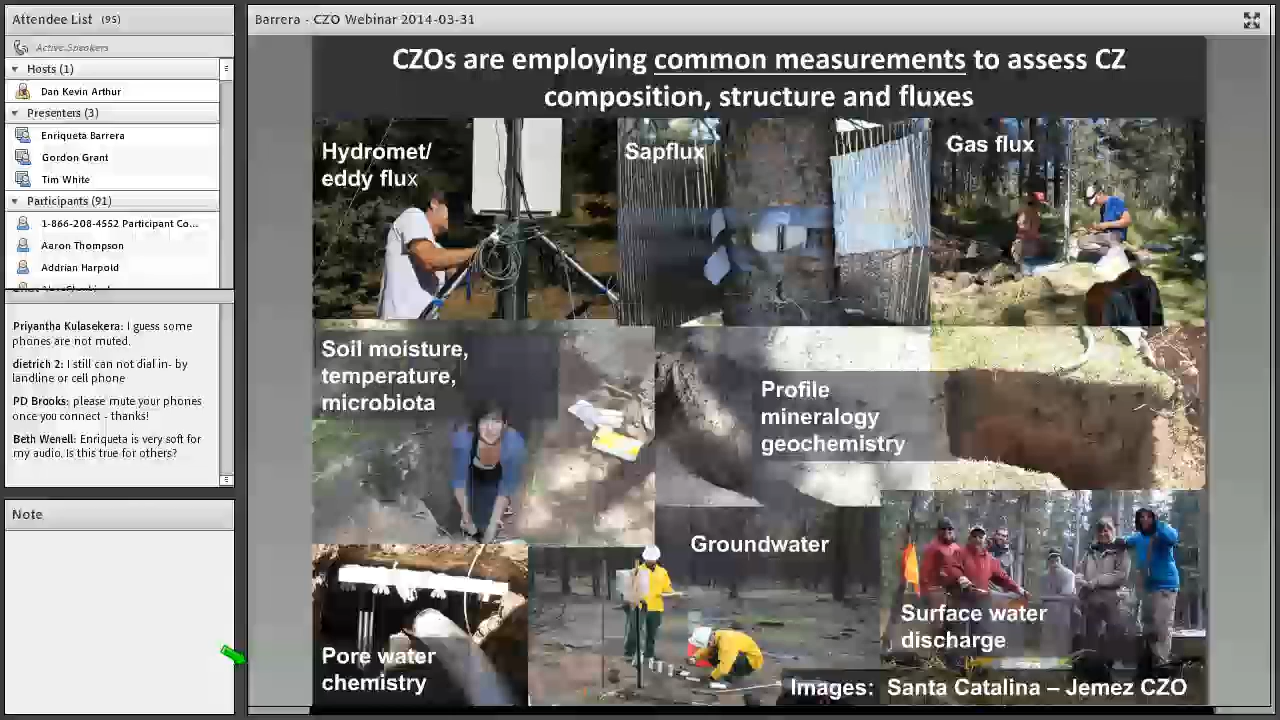 Attendee List (95)
Active Speakers
Hosts (1)
Dan Kevin Arthur
Presenters (3)
Enriqueta Barrera
Gordon Grant
Tim White
Participants (91)
1-866-208-4552 Participant Co...
Aaron Thompson
Addrian Harpold
Priyantha Kulasekera: I guess some
phones are not muted.
dietrich 2: I still can not dial in- by
landline or cell phone
PD Brooks: please mute your phones
once you connect - thanks!
Beth Wenell: Enriqueta is very soft for
my audio. Is this true for others?
Note
Barrera - CZO Webinar 2014-03-31
CZOs are employing common measurements to assess CZ
composition, structure and fluxes
Hydromet/
eddy flux
Sapflux
Gas flux
Soil moisture,
temperature,
microbiota
Profile
mineralogy
geochemistry
Groundwater
Surface water
discharge
Pore water
chemistry
Images: Santa Catalina – Jemez CZO